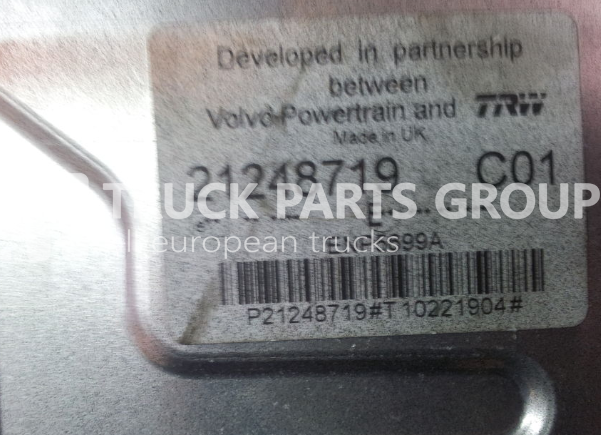 Developed in partnership
between
Volvo-Powertrain and TRW
Made in UK
21248719 C01
TRUCK PARTS GROUP
european trucks
P21248719#T10221904#